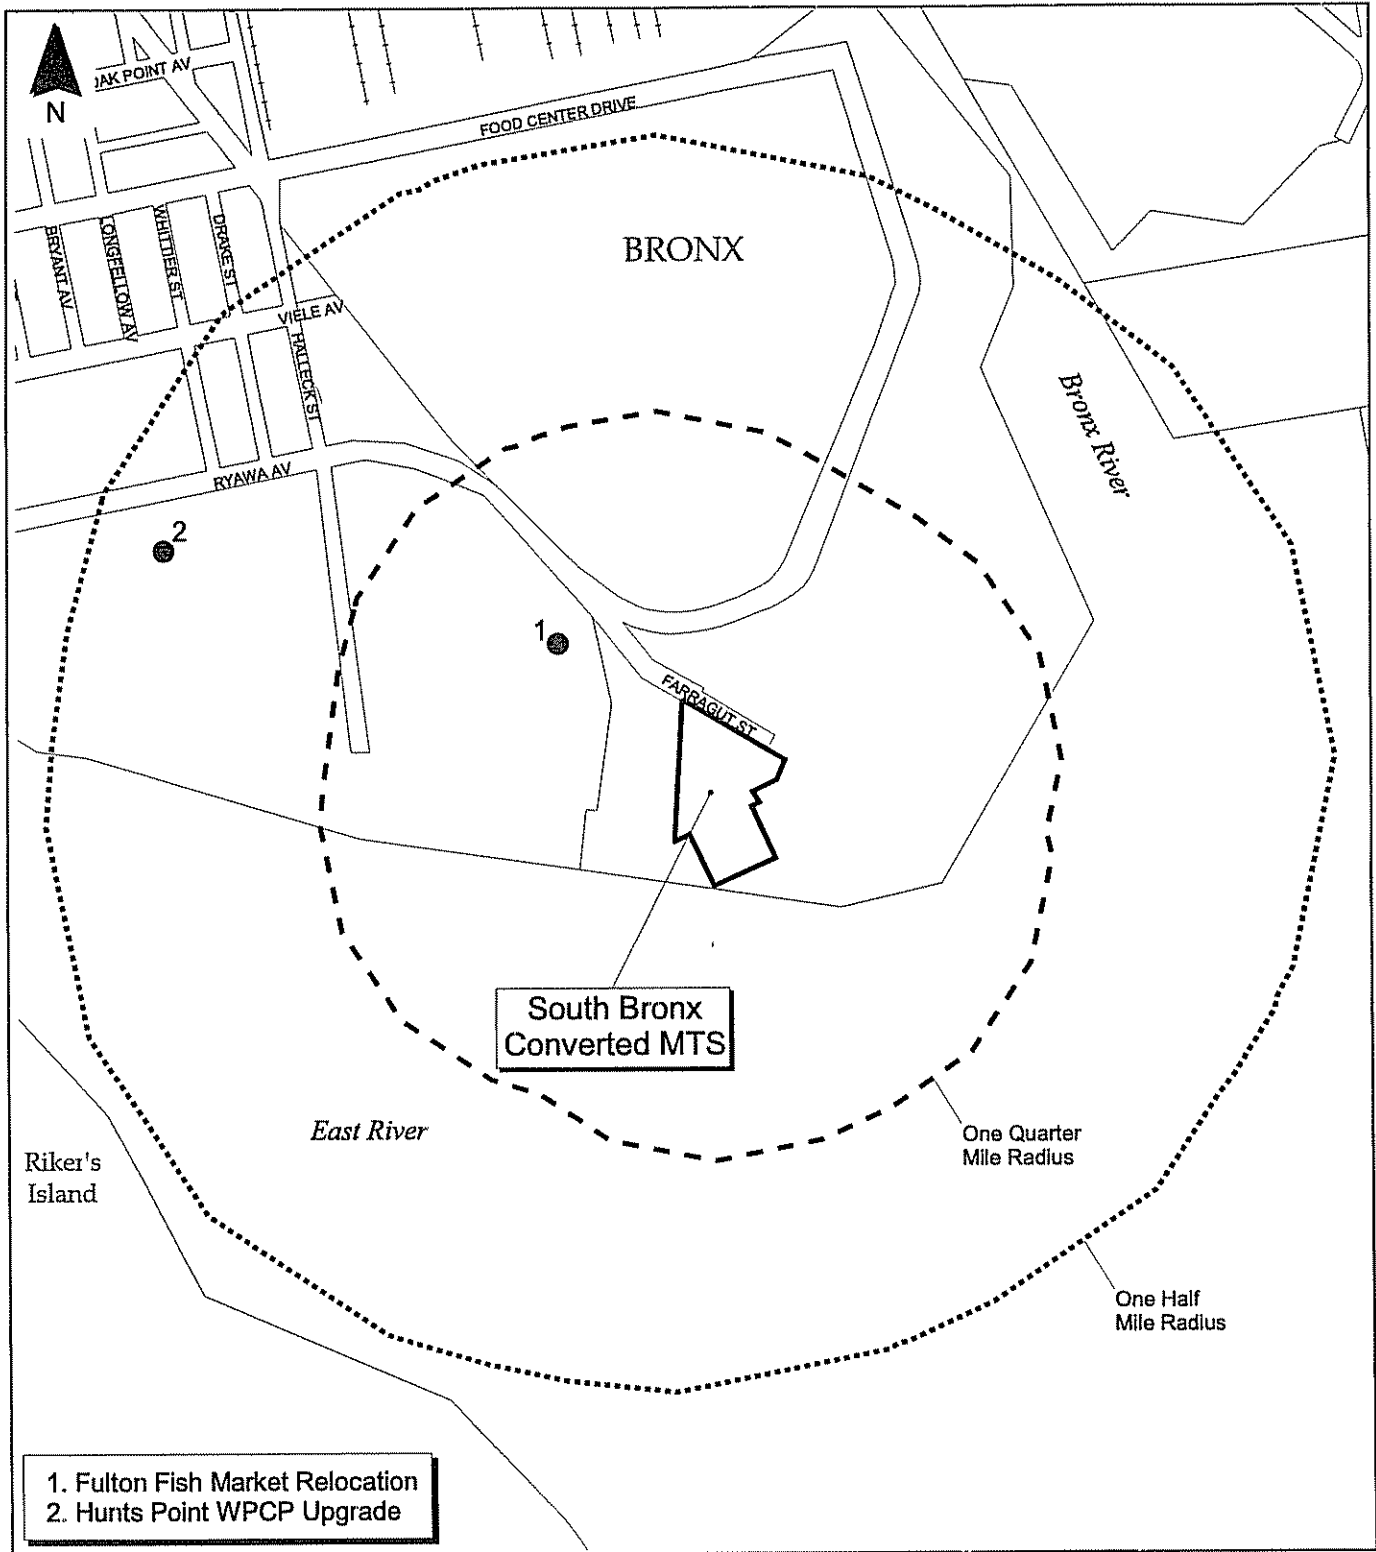 JAK POINT AV
N
FOOD CENTER DRIVE
BRYANT AV
LONGFELLOW AV
WHITTIER ST
DRAKE ST
BRONX
VIELE AV
HALLECK ST
Bronx River
RYAWA AV
2
1
FARRAGUT ST
South Bronx
Converted MTS
East River
One Quarter
Mile Radius
Riker's
Island
One Half
Mile Radius
1. Fulton Fish Market Relocation
2. Hunts Point WPCP Upgrade